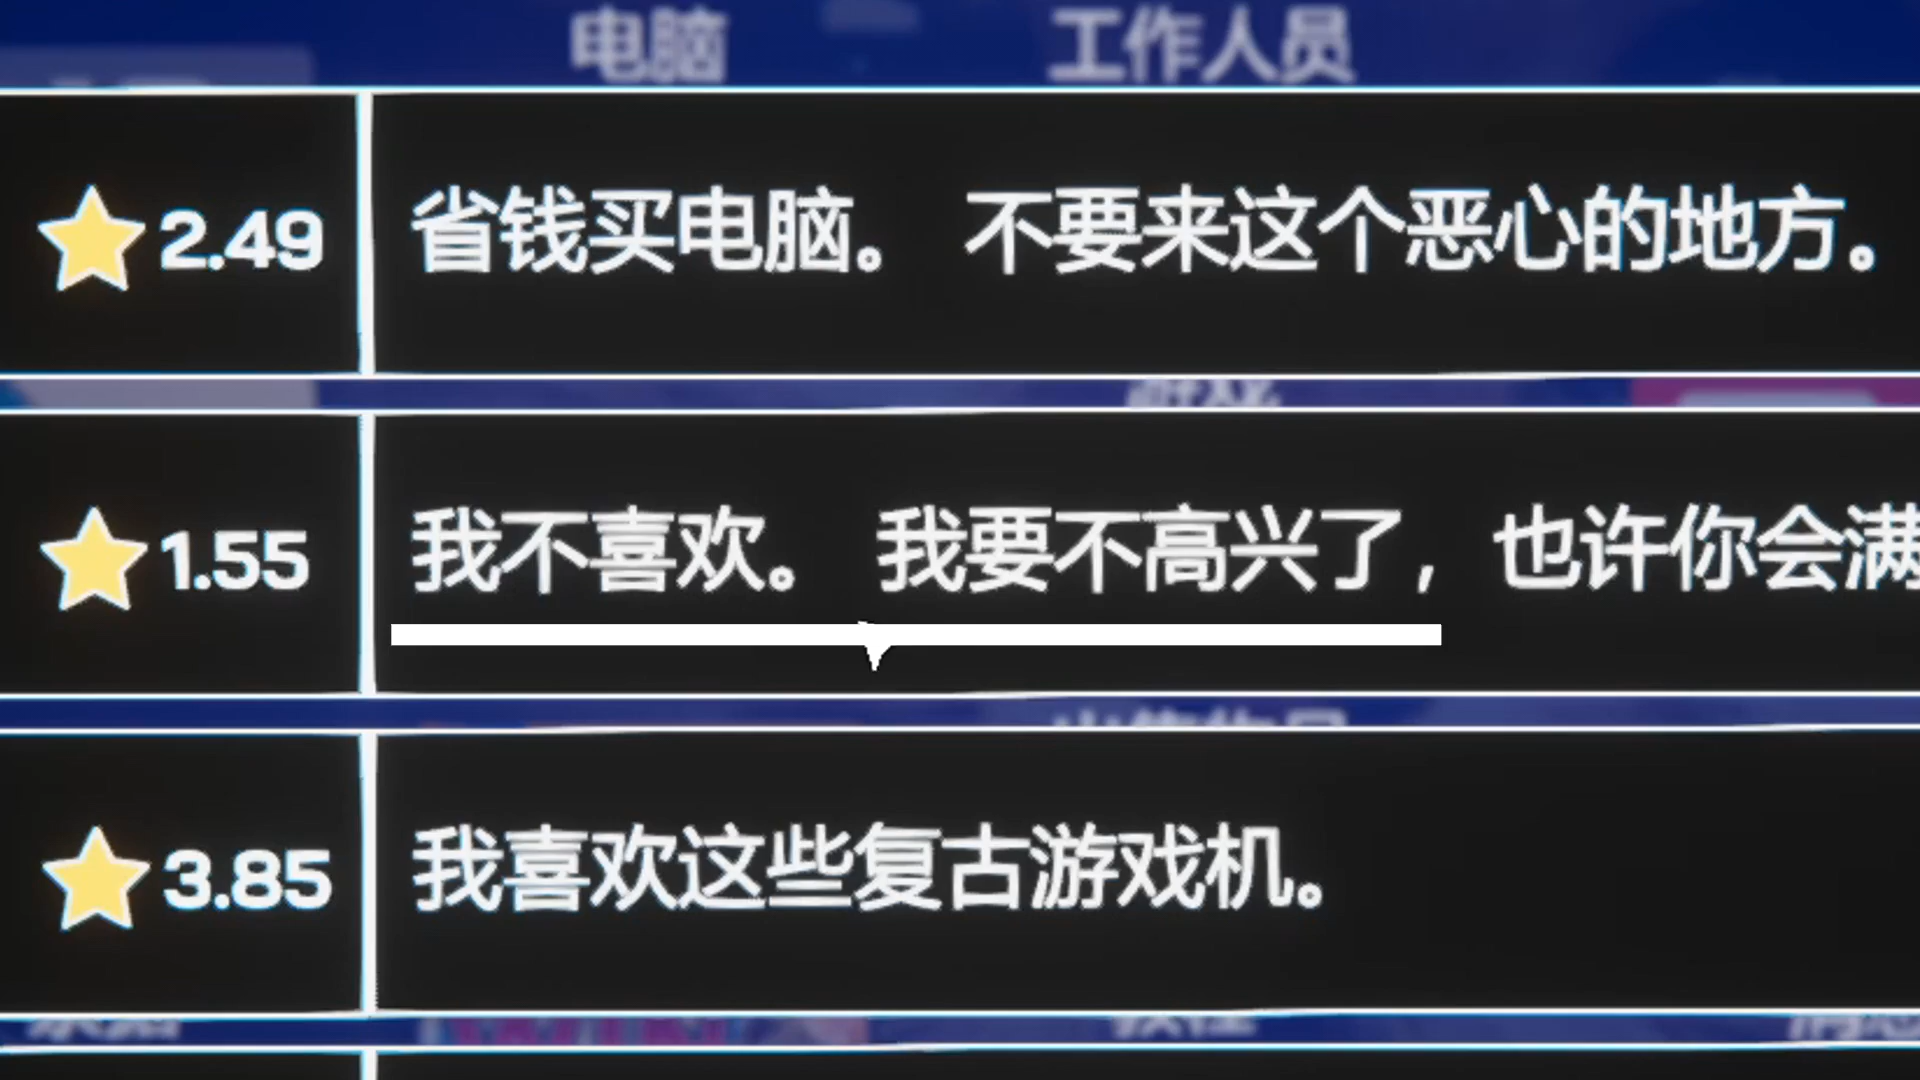 电脑 工作人员
2.49 省钱买电脑。 不要来这个恶心的地方。
游戏
1.55 我不喜欢。 我要不高兴了， 也许你会满
3.85 我喜欢这些复古游戏机。